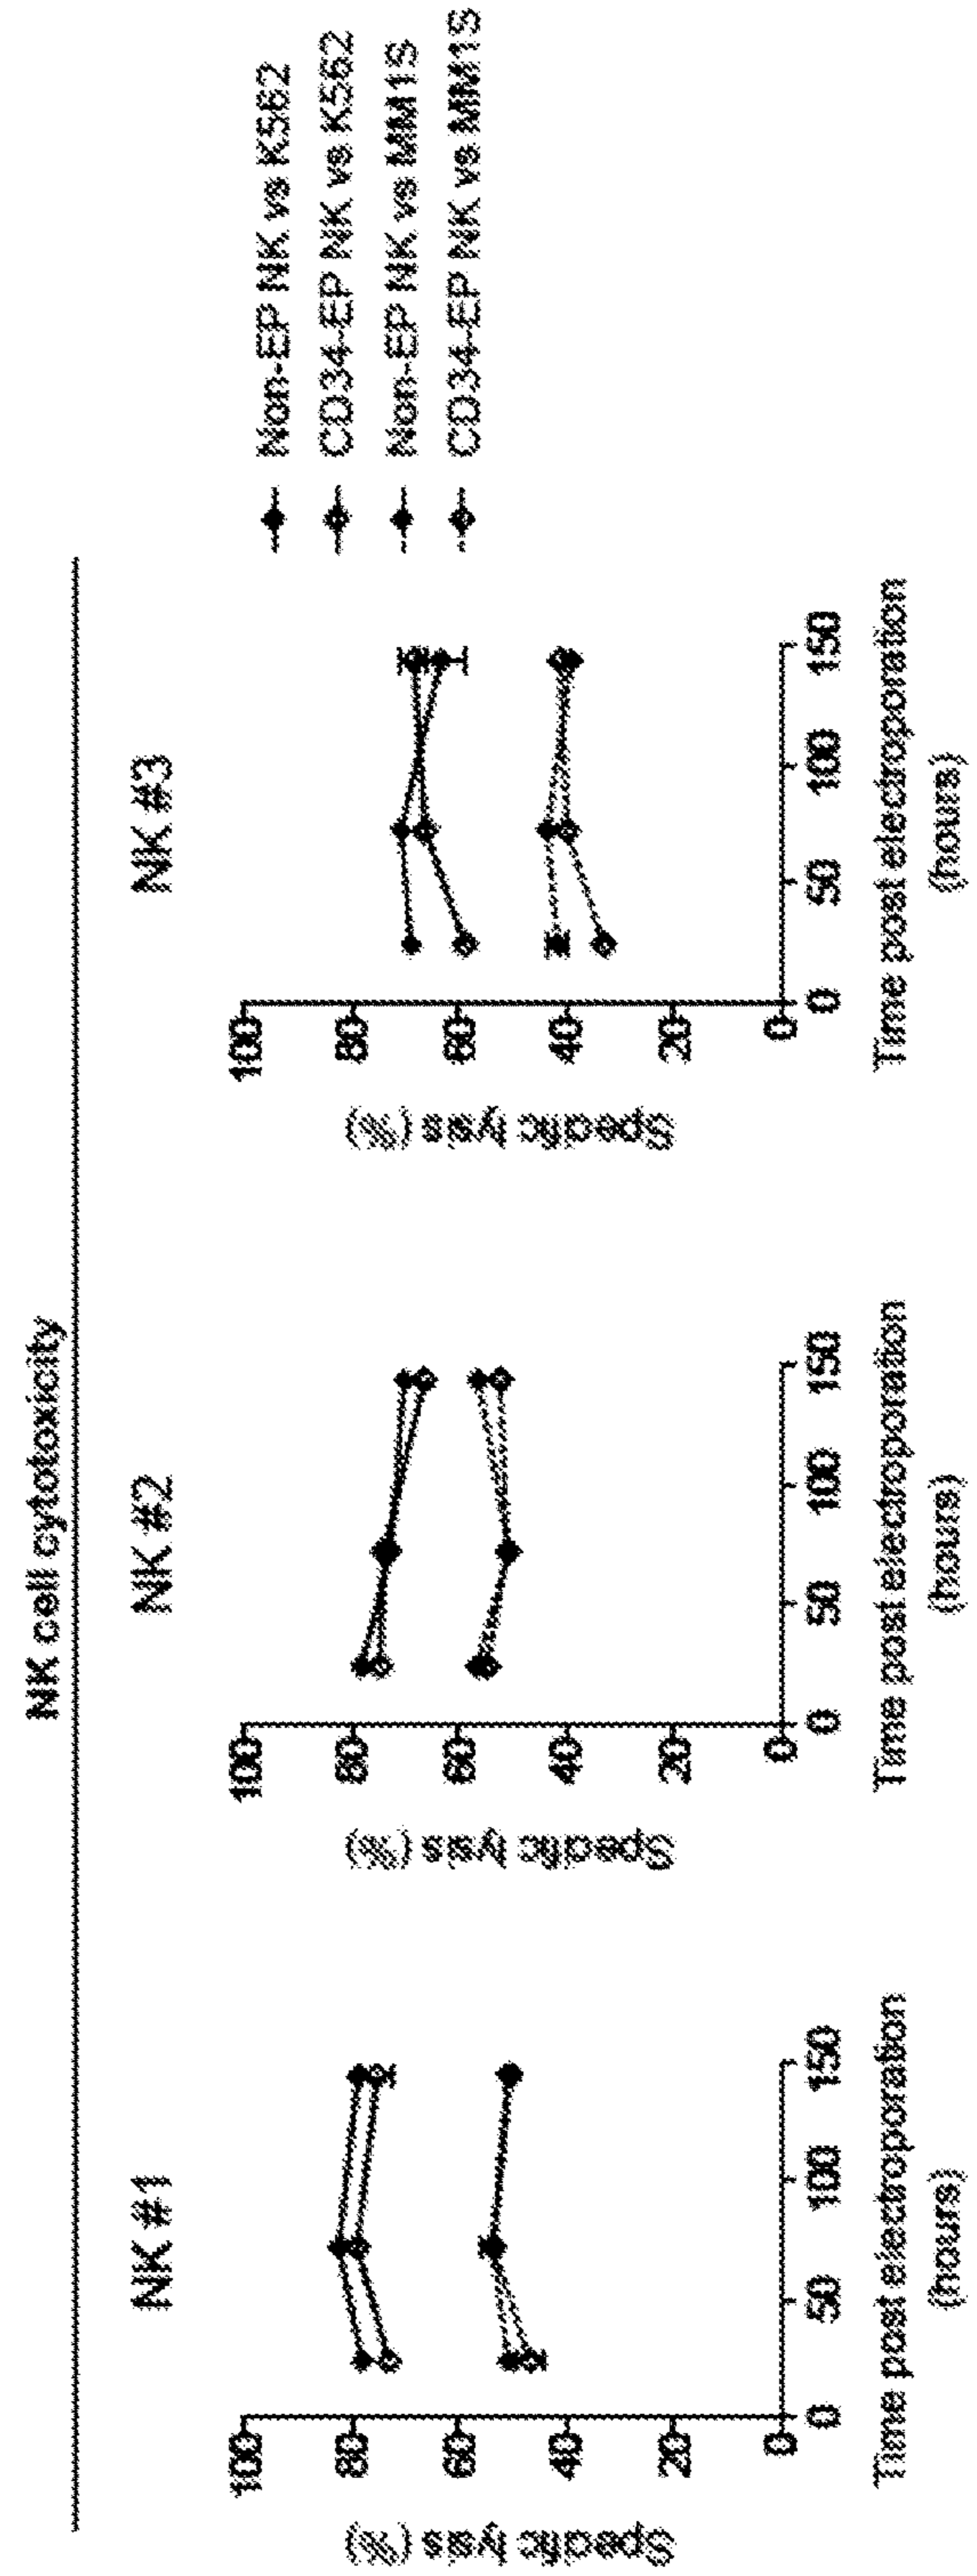 NK cell cytotoxicity
NK #1
Specific lysis (%)
100
80
60
40
20
0
0 50 100 150
Time post electroporation
(hours)
NK #2
Specific lysis (%)
100
80
60
40
20
0
0 50 100 150
Time post electroporation
(hours)
NK #3
Specific lysis (%)
100
80
60
40
20
0
0 50 100 150
Time post electroporation
(hours)
Non-EP NK vs K562
CD34-EP NK vs K562
Non-EP NK vs MM1S
CD34-EP NK vs MM1S